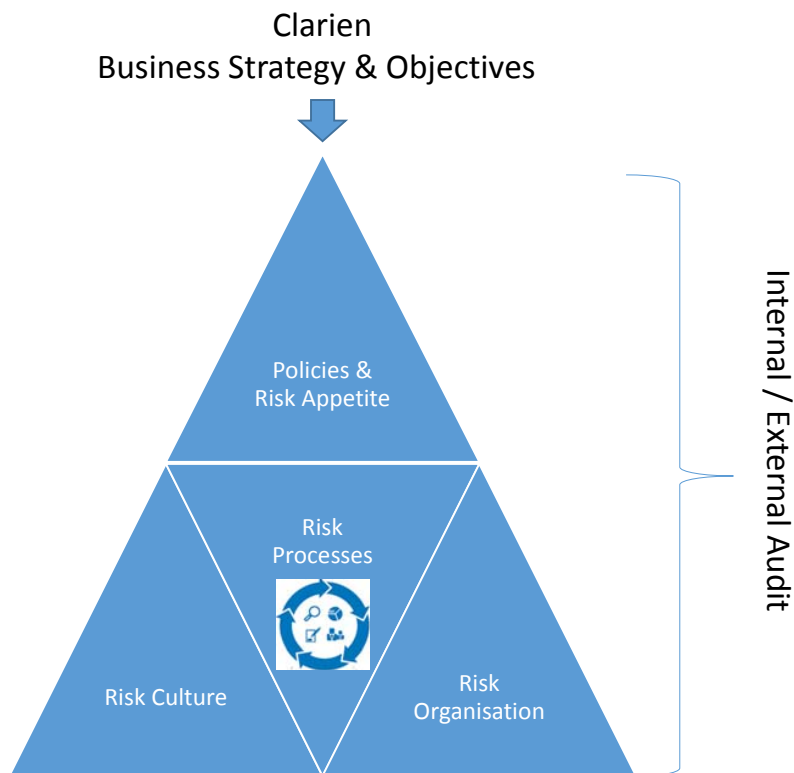 Clarien
Business Strategy & Objectives
Policies &
Risk Appetite
Risk
Processes
Risk Culture
Risk
Organisation
Internal / External Audit